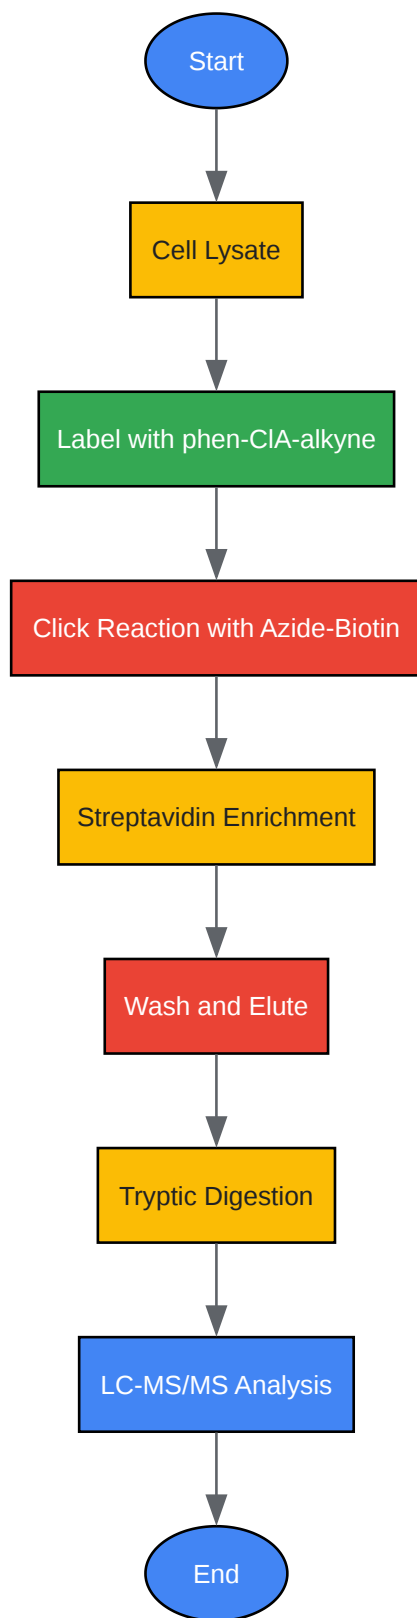 Start
Cell Lysate
Label with phen-ClA-alkyne
Click Reaction with Azide-Biotin
Streptavidin Enrichment
Wash and Elute
Tryptic Digestion
LC-MS/MS Analysis
End